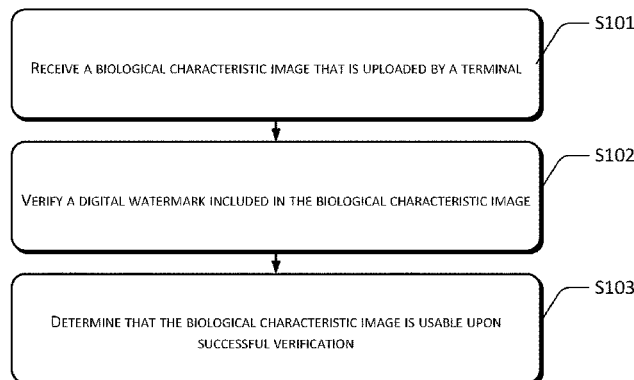 S101
RECEIVE A BIOLOGICAL CHARACTERISTIC IMAGE THAT IS UPLOADED BY A TERMINAL
S102
VERIFY A DIGITAL WATERMARK INCLUDED IN THE BIOLOGICAL CHARACTERISTIC IMAGE
S103
DETERMINE THAT THE BIOLOGICAL CHARACTERISTIC IMAGE IS USABLE UPON
SUCCESSFUL VERIFICATION